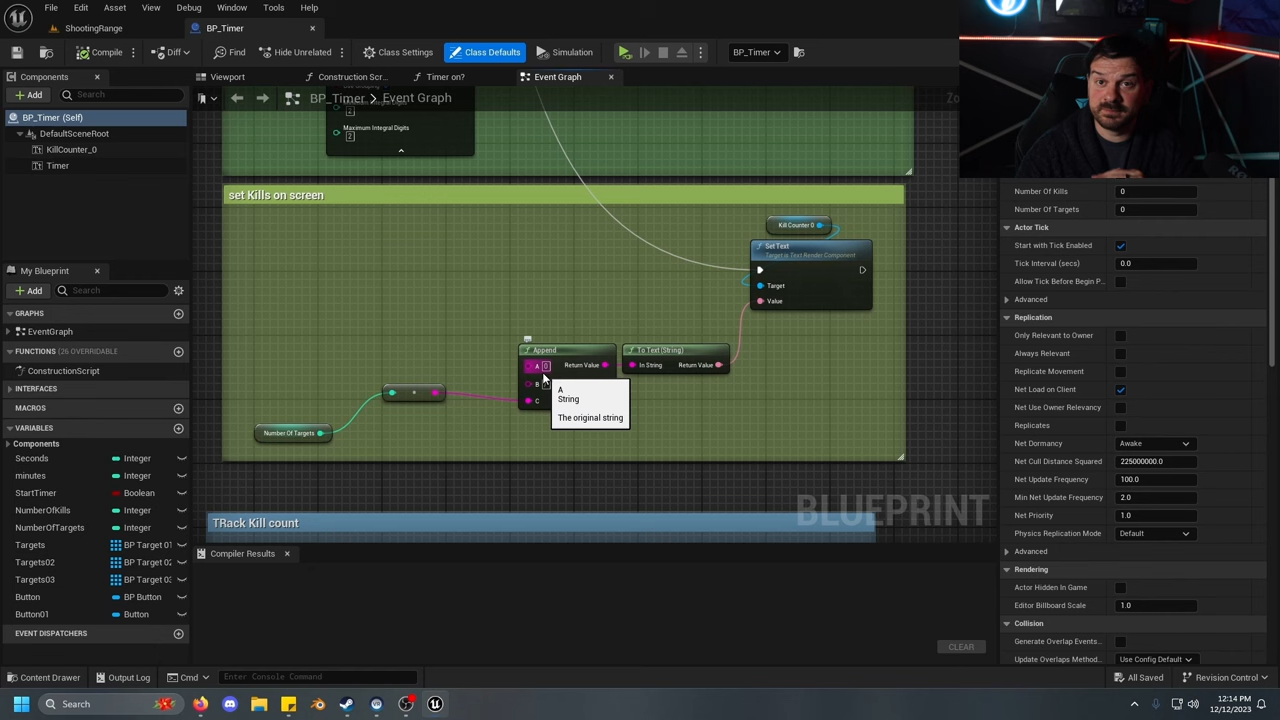 File
Edit
Asset
View
Debug
Window
Tools
Help
ShootingRange
BP_Timer
Compile
Diff
Find
Hide Unrelated
Class Settings
Class Defaults
Simulation
BP_Timer
Components
Add
Search
BP_Timer (Self)
DefaultSceneRoot
KillCounter_0
Timer
My Blueprint
Add
Search
GRAPHS
EventGraph
FUNCTIONS (26 OVERRIDABLE)
ConstructionScript
INTERFACES
MACROS
VARIABLES
Components
Seconds Integer
minutes Integer
StartTimer Boolean
NumberOfKills Integer
NumberOfTargets Integer
Targets BP Target 01
Targets02 BP Target 02
Targets03 BP Target 03
Button BP Button
Button01 Button
EVENT DISPATCHERS
Viewport
Construction Scr...
Timer on?
Event Graph
BP_Timer > Event Graph
Maximum Integral Digits
2
set Kills on screen
Kill Counter 0
Set Text
Target is Text Render Component
Target
Value
Append
A 0
B
C
Return Value
To Text (String)
In String
Return Value
A
String
The original string
Number Of Targets
BLUEPRINT
TRack Kill count
Compiler Results
CLEAR
Number Of Kills 0
Number Of Targets 0
Actor Tick
Start with Tick Enabled
Tick Interval (secs) 0.0
Allow Tick Before Begin P...
Advanced
Replication
Only Relevant to Owner
Always Relevant
Replicate Movement
Net Load on Client
Net Use Owner Relevancy
Replicates
Net Dormancy Awake
Net Cull Distance Squared 225000000.0
Net Update Frequency 100.0
Min Net Update Frequency 2.0
Net Priority 1.0
Physics Replication Mode Default
Advanced
Rendering
Actor Hidden In Game
Editor Billboard Scale 1.0
Collision
Generate Overlap Events...
Update Overlaps Method... Use Config Default
Content Drawer
Output Log
Cmd
Enter Console Command
All Saved
Revision Control
Search
12:14 PM
12/12/2023